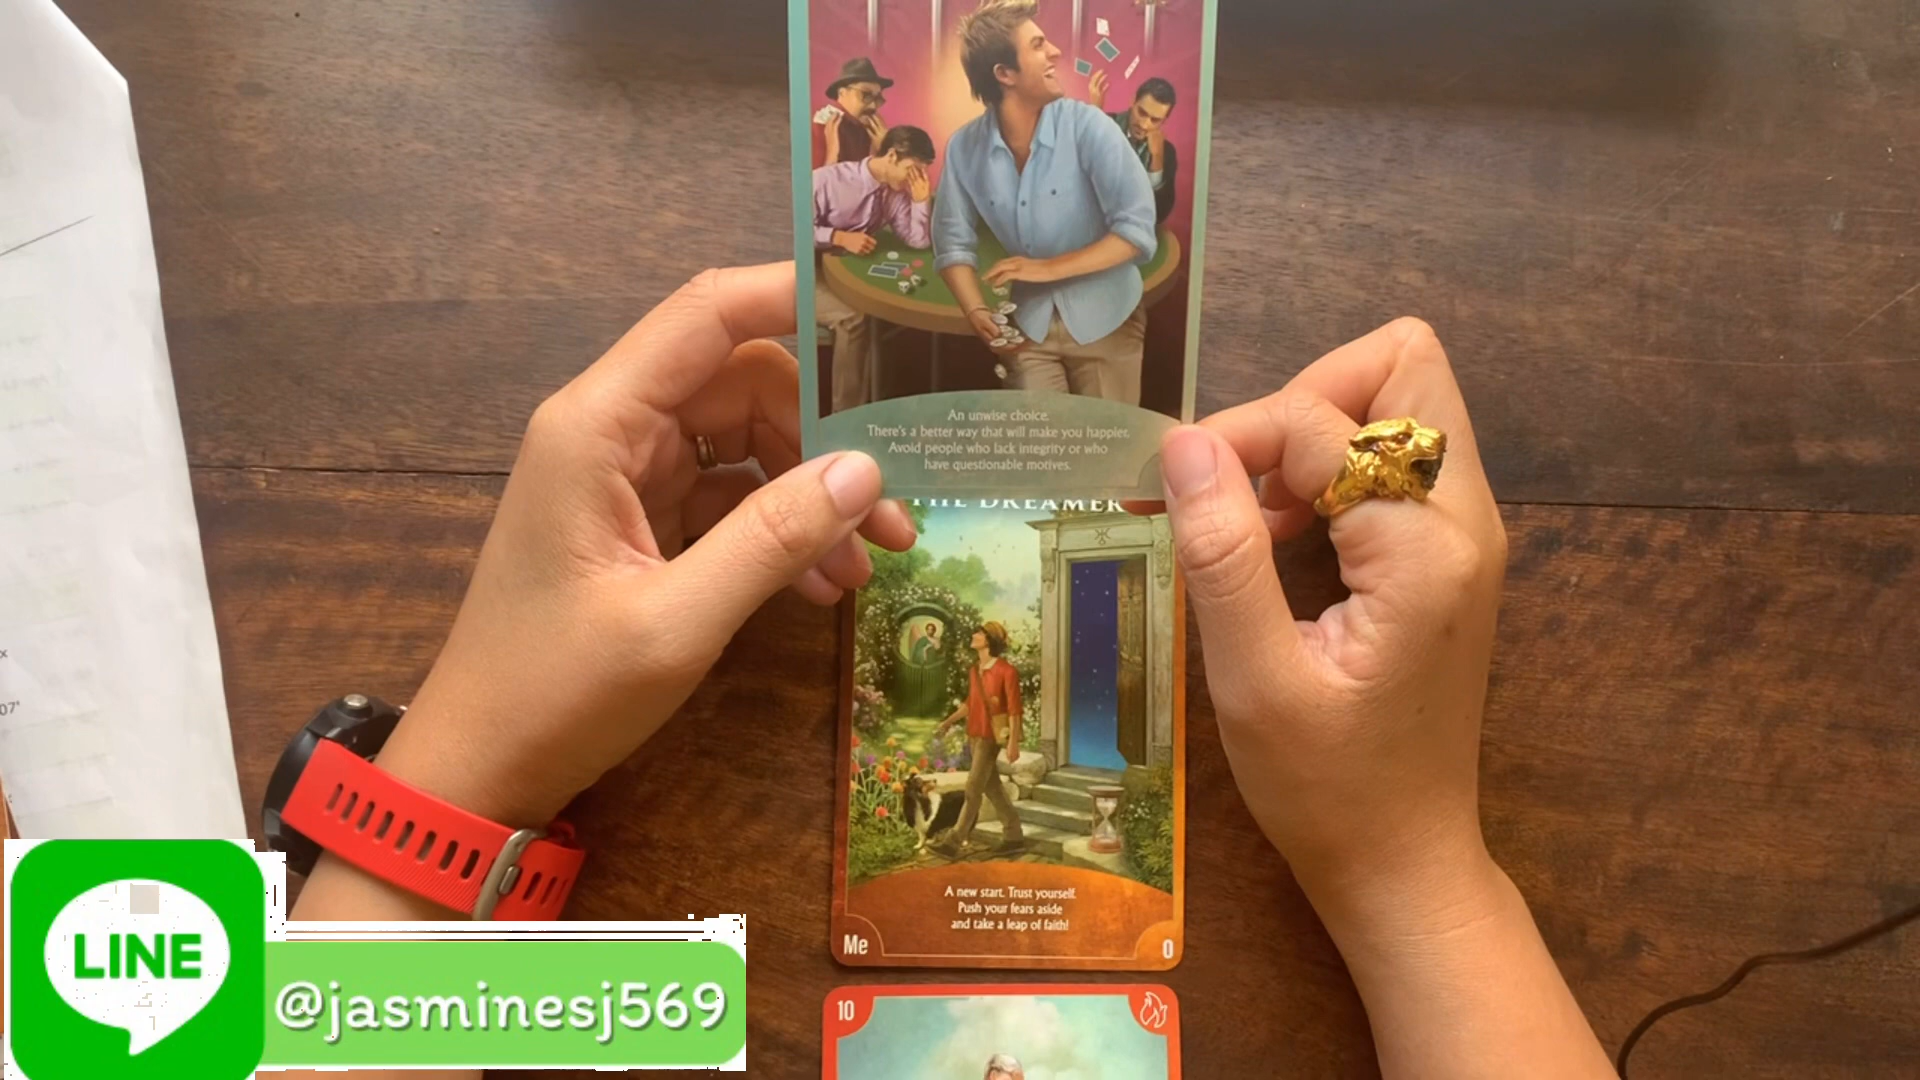 An unwise choice.
There's a better way that will make you happier.
Avoid people who lack integrity or who
have questionable motives.
THE DREAMER
A new start. Trust yourself.
Push your fears aside
and take a leap of faith!
Me
0
10
x
07'
LINE
@jasminesj569